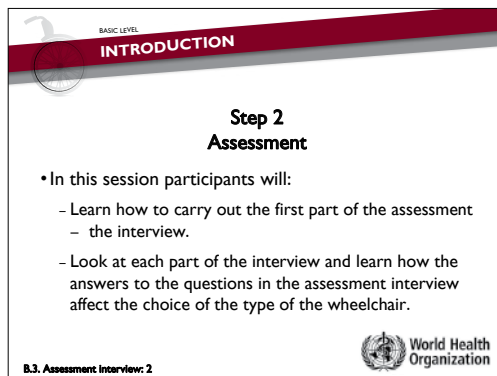 BASIC LEVEL
INTRODUCTION
Step 2
Assessment
•In this session participants will:
– Learn how to carry out the first part of the assessment
– the interview.
– Look at each part of the interview and learn how the
answers to the questions in the assessment interview
affect the choice of the type of the wheelchair.
World Health
Organization
B.3. Assessment interview: 2